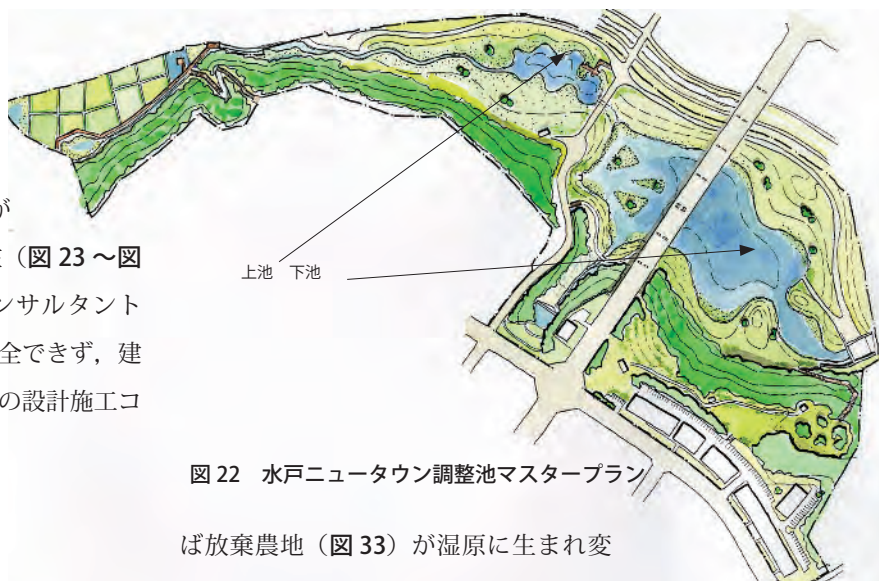 が
（図 23 〜図
ンサルタント
全できず，建
の設計施工コ
上池 下池
図 22 水戸ニュータウン調整池マスタープラン
ば放棄農地（図 33）が湿原に生まれ変